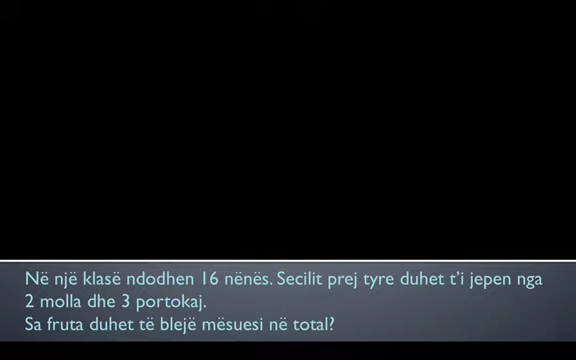 Në një klasë ndodhen 16 nënës. Secilit prej tyre duhet t'i jepen nga
2 molla dhe 3 portokaj.
Sa fruta duhet të blejë mësuesi në total?